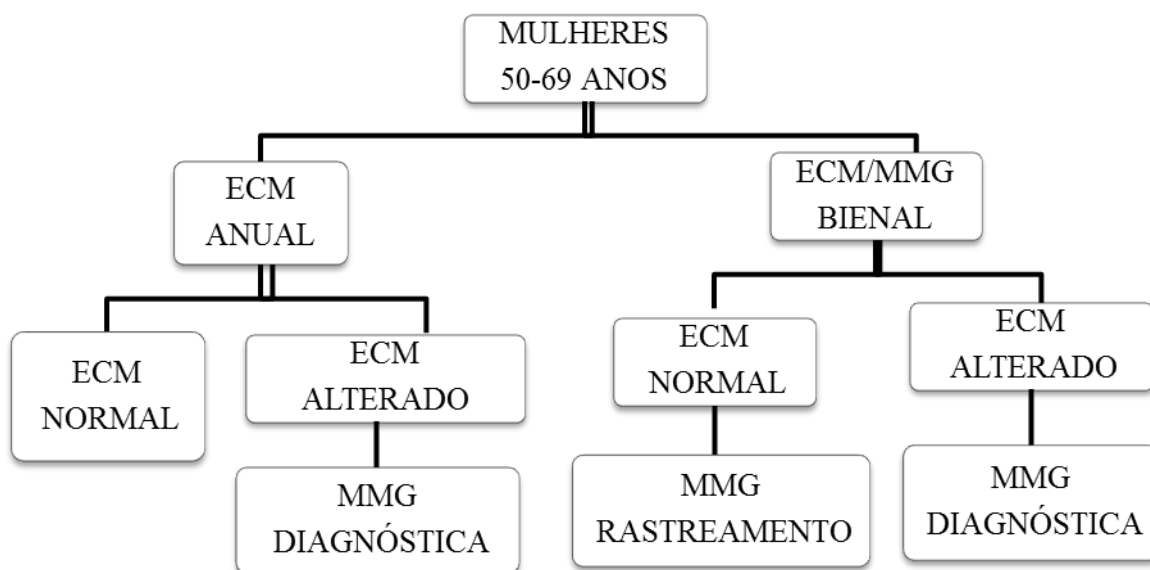 MULHERES
50-69 ANOS
ECM
ANUAL
ECM/MMG
BIENAL
ECM
NORMAL
ECM
ALTERADO
ECM
NORMAL
ECM
ALTERADO
MMG
DIAGNÓSTICA
MMG
RASTREAMENTO
MMG
DIAGNÓSTICA